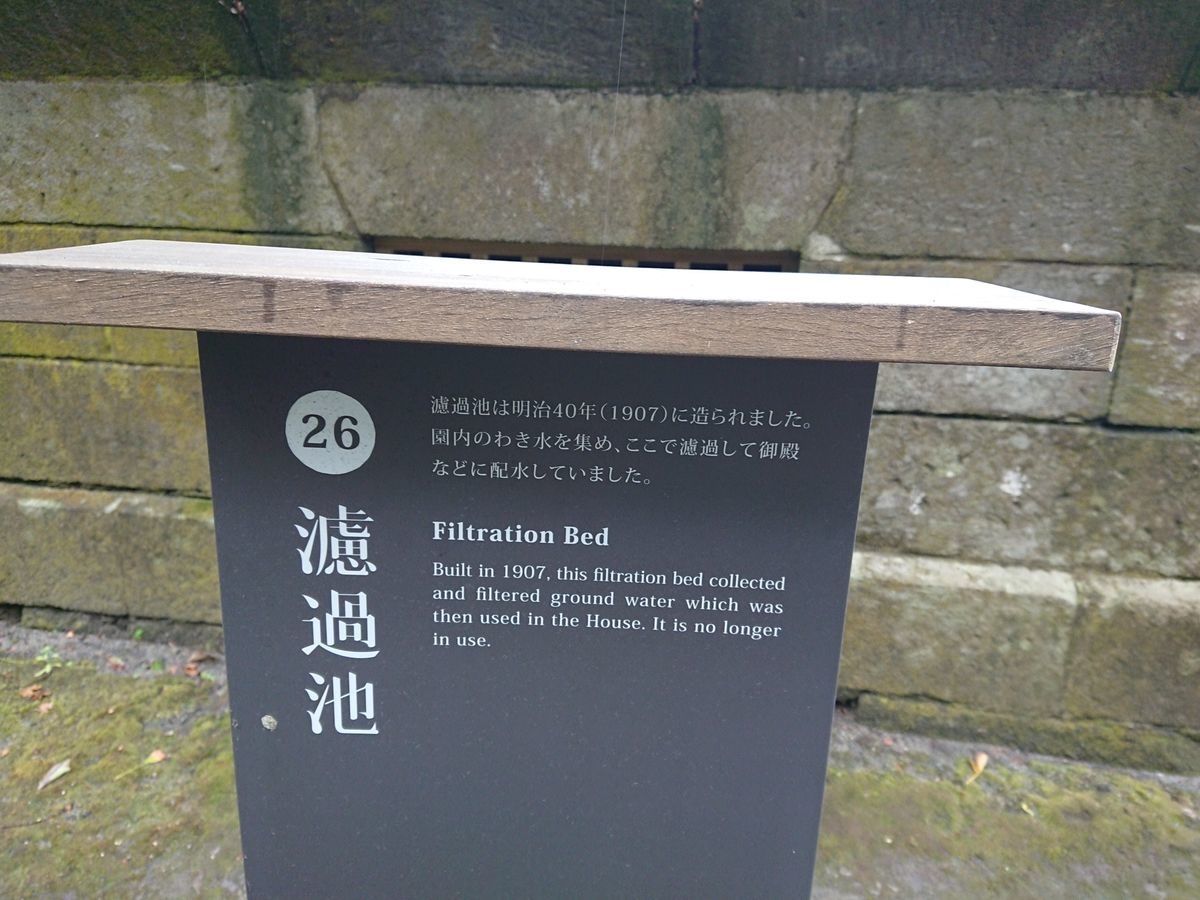 26
濾過池
濾過池は明治40年(1907)に造られました。
園内のわき水を集め、ここで濾過して御殿
などに配水していました。
Filtration Bed
Built in 1907, this filtration bed collected
and filtered ground water which was
then used in the House. It is no longer
in use.